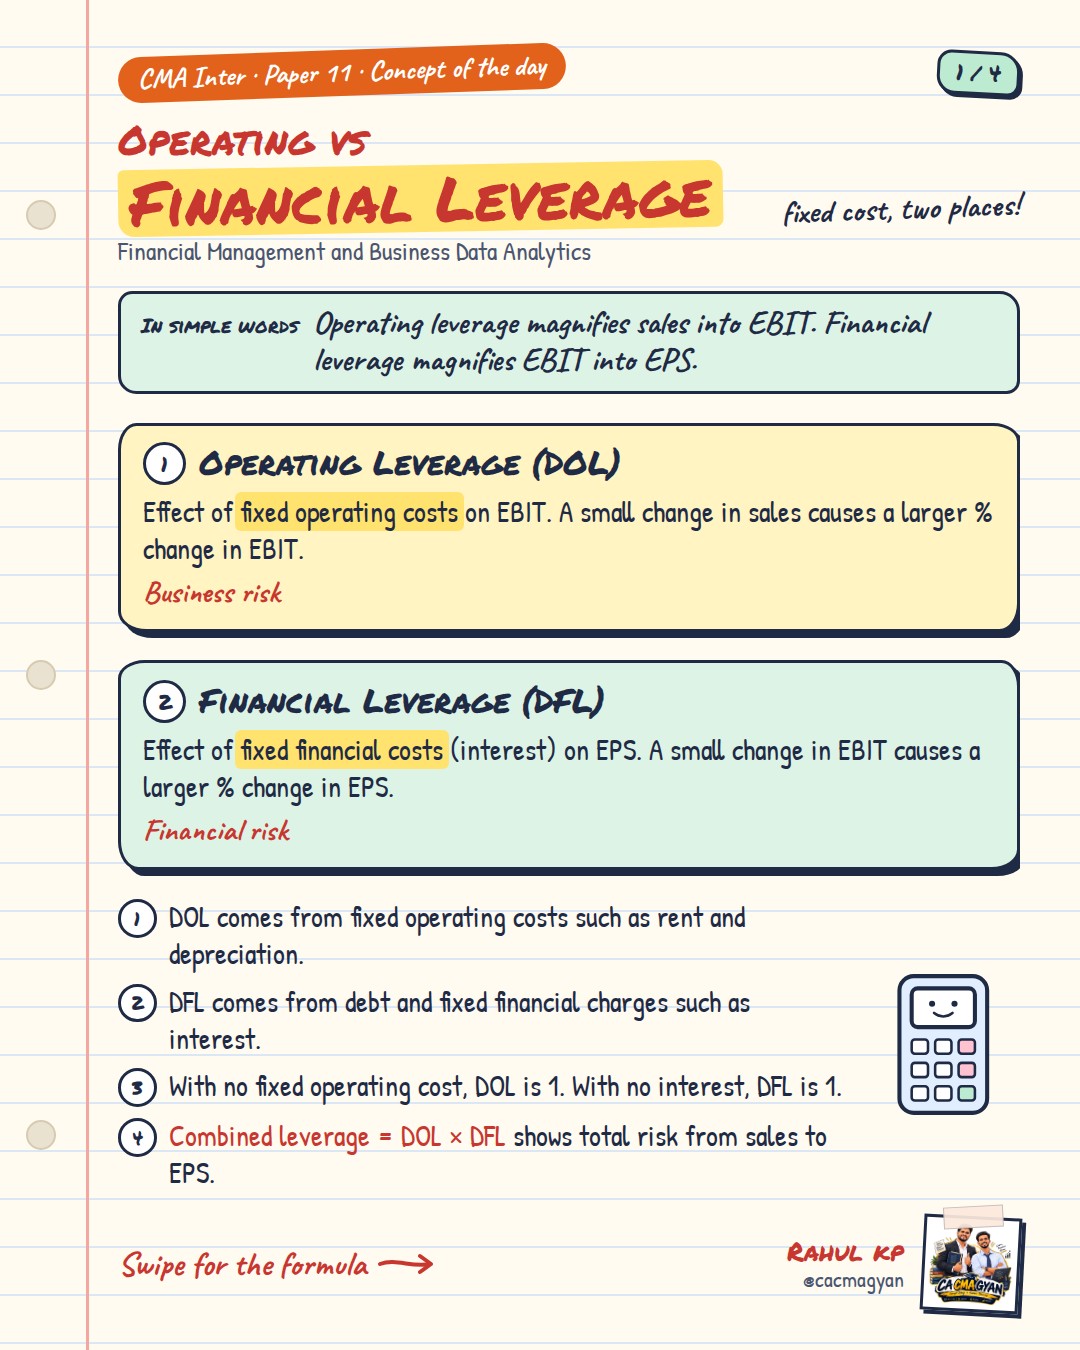 CMA Inter · Paper 11 · Concept of the day
1 / 4
Operating vs
Financial Leverage
fixed cost, two places!
Financial Management and Business Data Analytics
In simple words Operating leverage magnifies sales into EBIT. Financial
leverage magnifies EBIT into EPS.
1 Operating Leverage (DOL)
Effect of fixed operating costs on EBIT. A small change in sales causes a larger %
change in EBIT.
Business risk
2 Financial Leverage (DFL)
Effect of fixed financial costs (interest) on EPS. A small change in EBIT causes a
larger % change in EPS.
Financial risk
1 DOL comes from fixed operating costs such as rent and
depreciation.
2 DFL comes from debt and fixed financial charges such as
interest.
3 With no fixed operating cost, DOL is 1. With no interest, DFL is 1.
4 Combined leverage = DOL × DFL shows total risk from sales to
EPS.
Swipe for the formula
Rahul KP
@cacmagyan
CA CMA GYAN